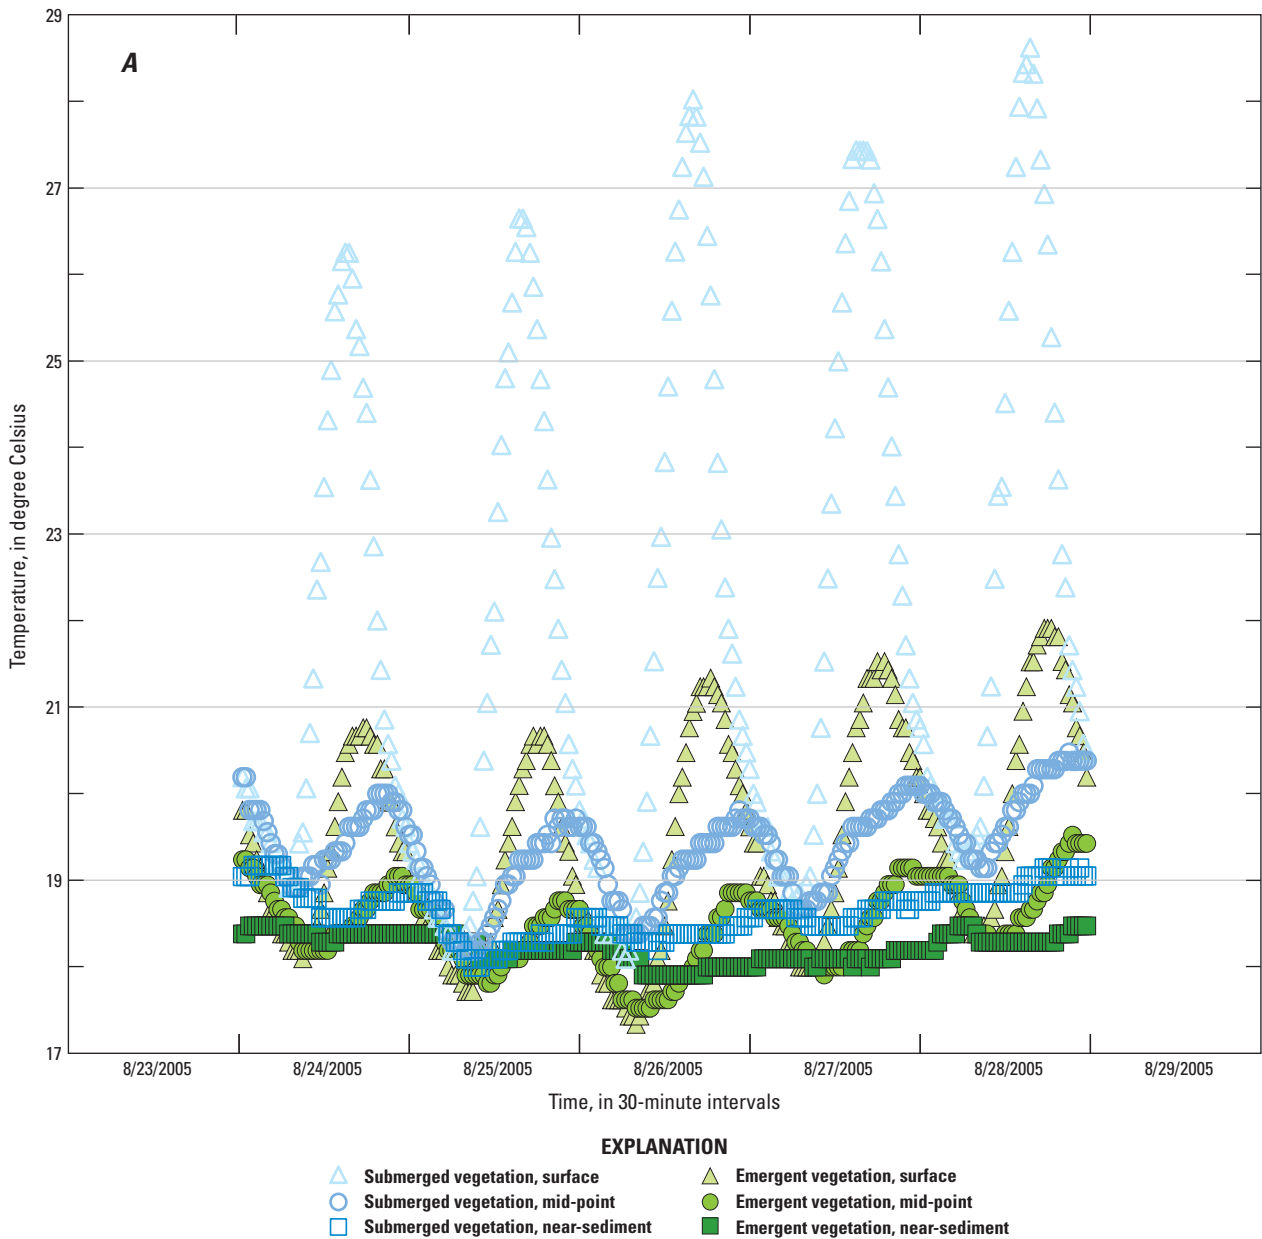 A
29
27
25
23
21
19
17
Temperature, in degree Celsius
8/23/2005 8/24/2005 8/25/2005 8/26/2005 8/27/2005 8/28/2005 8/29/2005
Time, in 30-minute intervals
EXPLANATION
Submerged vegetation, surface
Submerged vegetation, mid-point
Submerged vegetation, near-sediment
Emergent vegetation, surface
Emergent vegetation, mid-point
Emergent vegetation, near-sediment